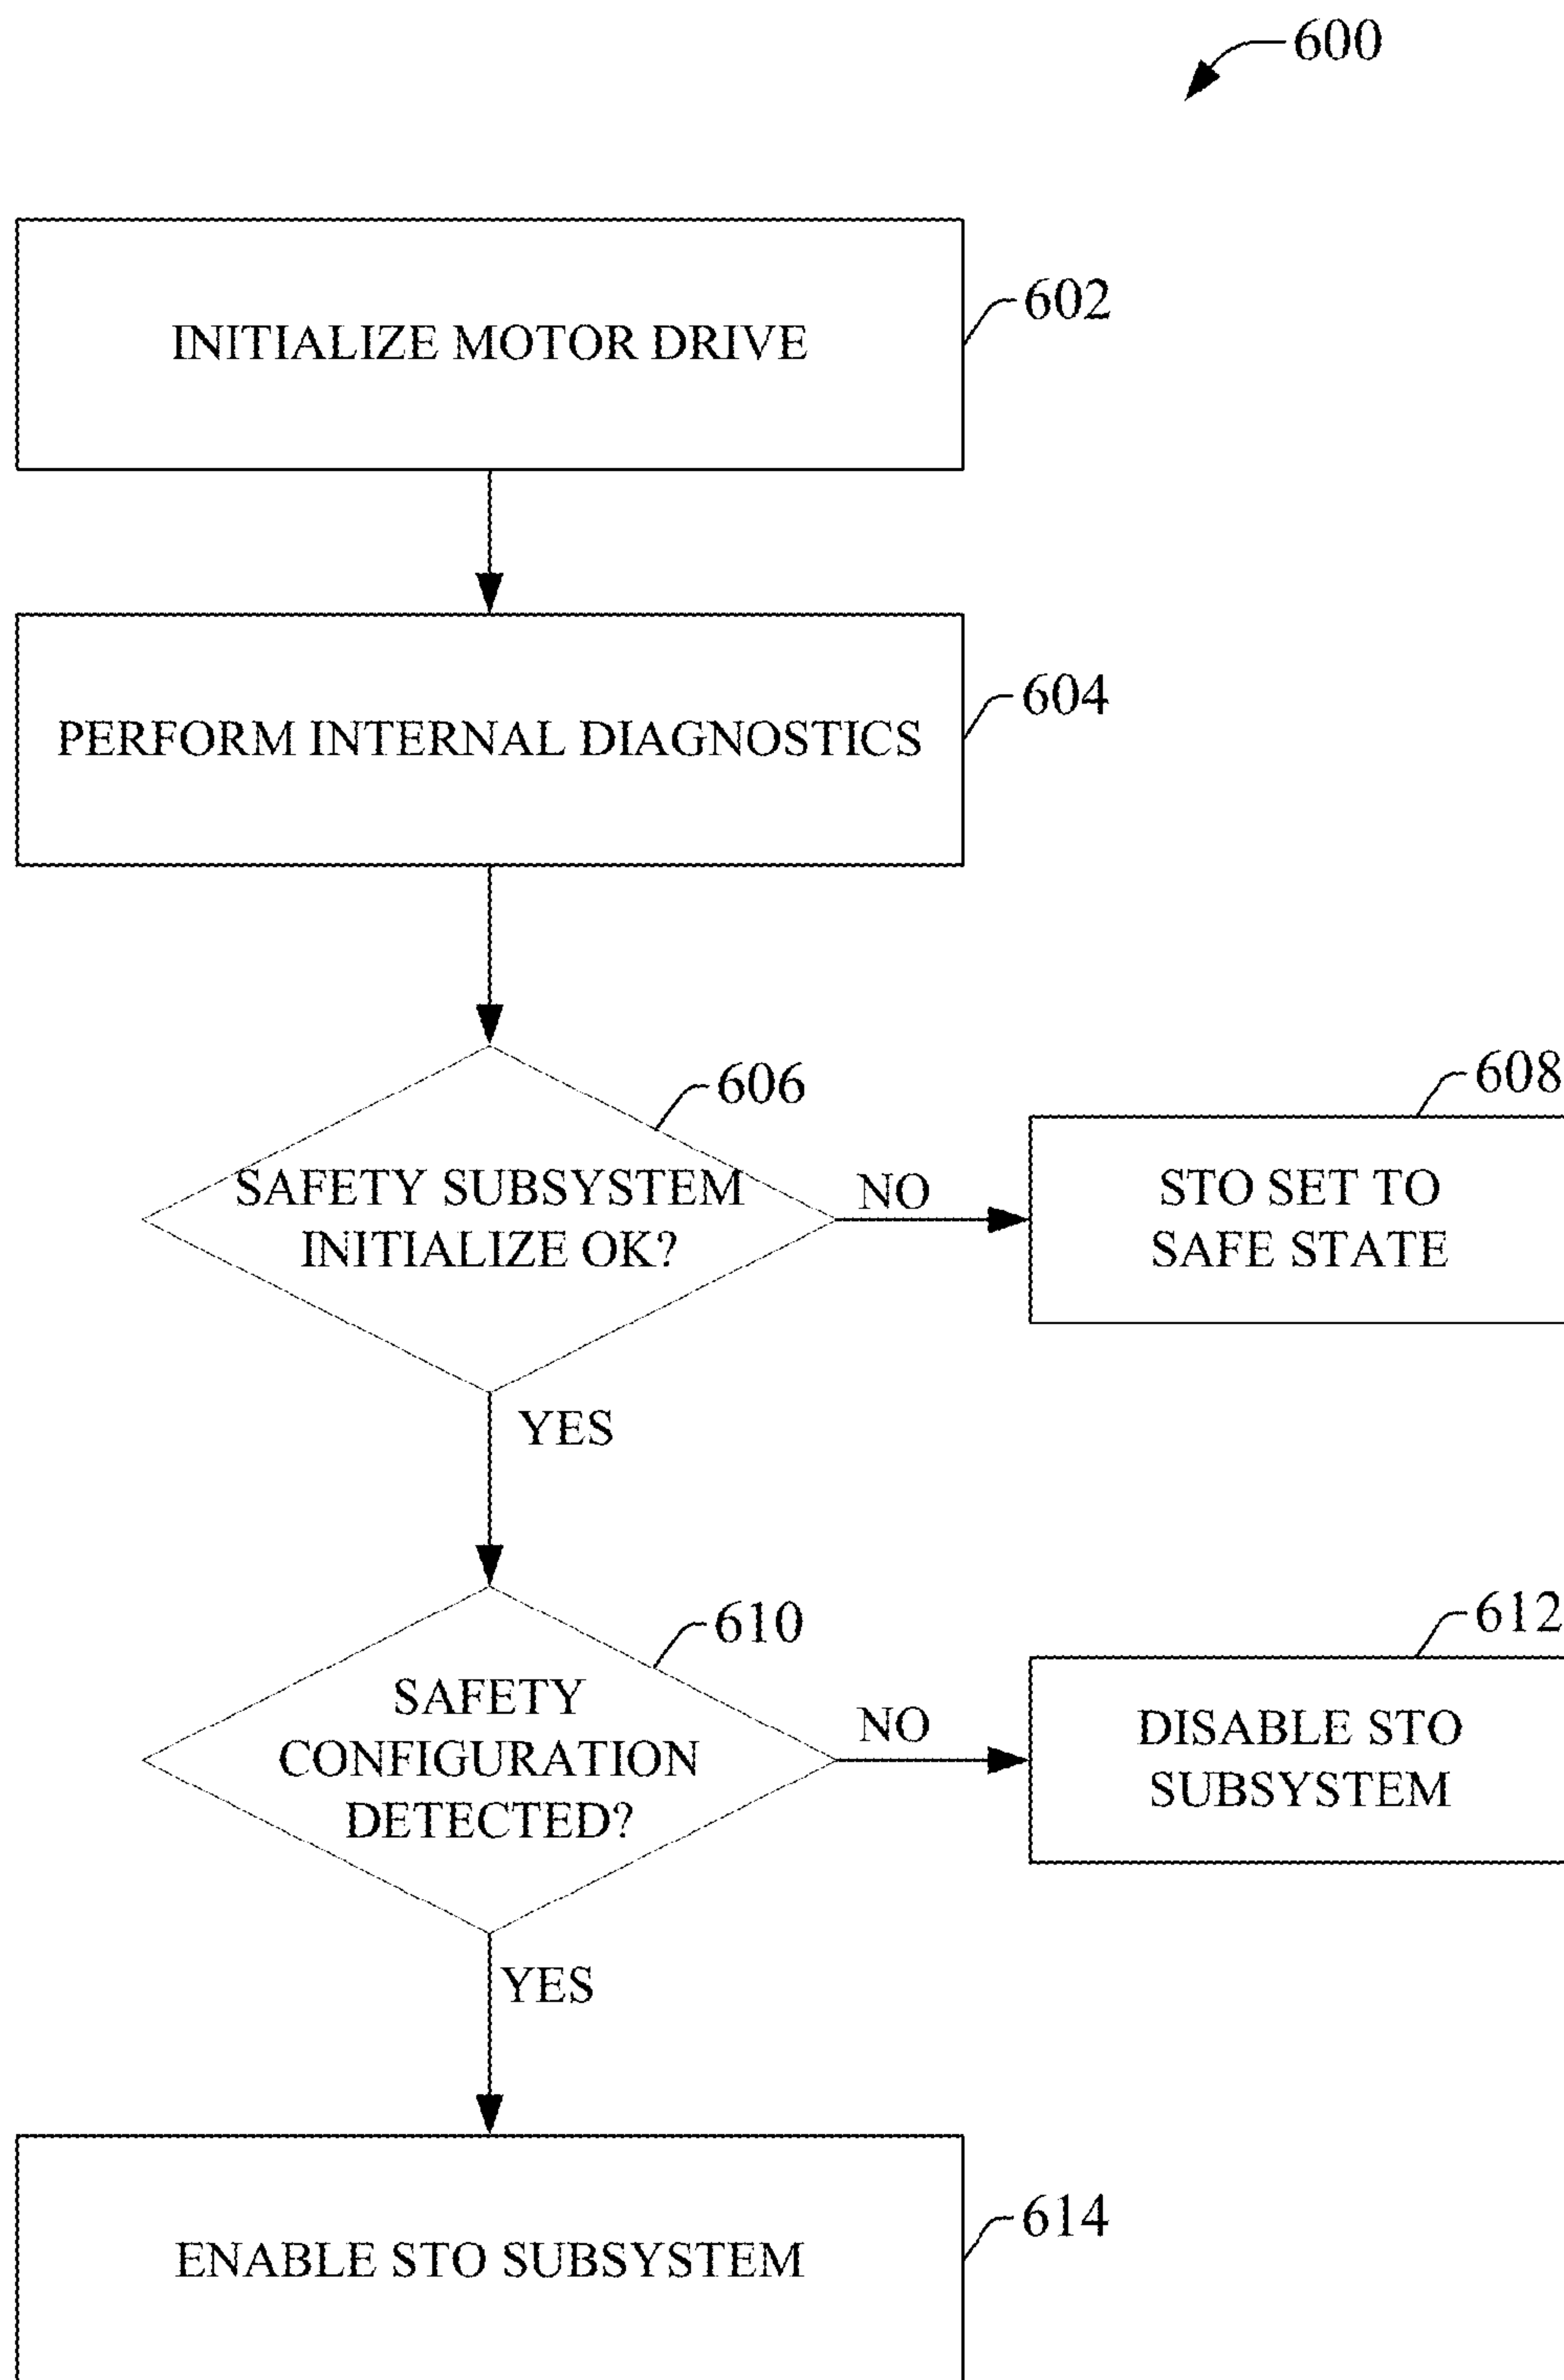 600
INITIALIZE MOTOR DRIVE
602
PERFORM INTERNAL DIAGNOSTICS
604
606
SAFETY SUBSYSTEM
INITIALIZE OK?
NO
608
STO SET TO
SAFE STATE
YES
610
SAFETY
CONFIGURATION
DETECTED?
NO
612
DISABLE STO
SUBSYSTEM
YES
ENABLE STO SUBSYSTEM
614